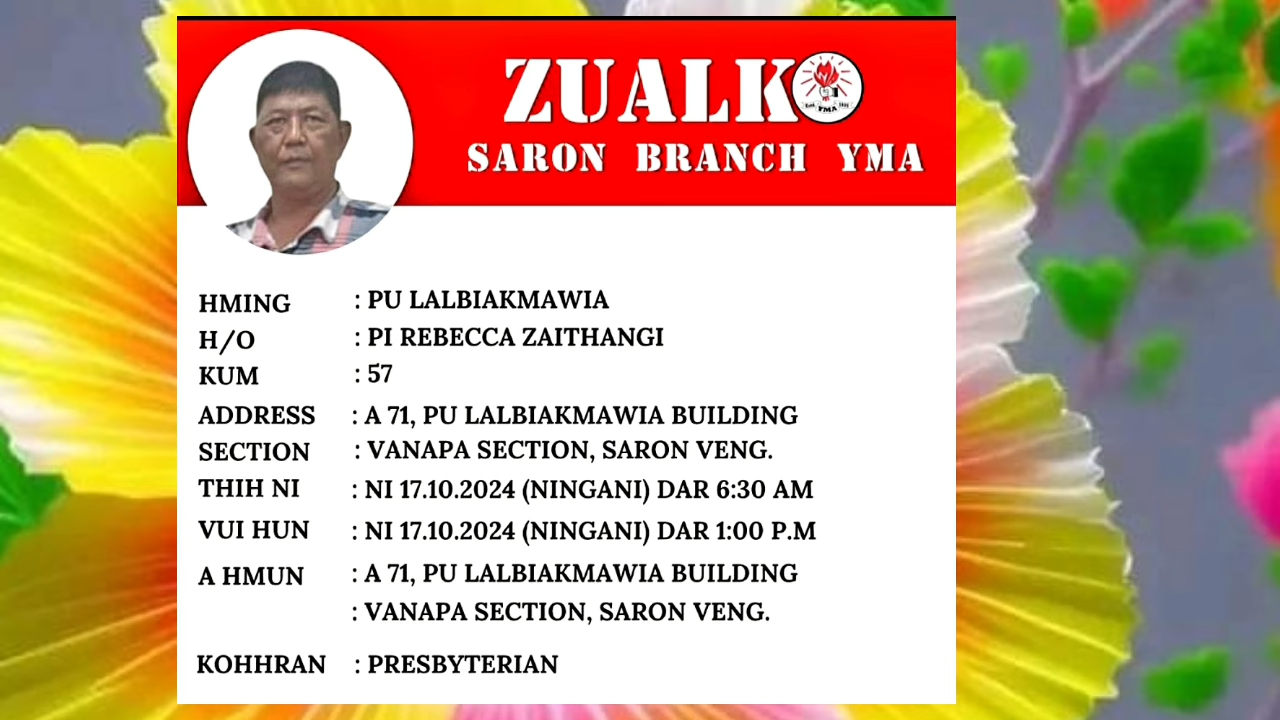 ZUALKO
SARON BRANCH YMA
YMA
HMING : PU LALBIAKMAWIA
H/O : PI REBECCA ZAITHANGI
KUM : 57
ADDRESS : A 71, PU LALBIAKMAWIA BUILDING
SECTION : VANAPA SECTION, SARON VENG.
THIH NI : NI 17.10.2024 (NINGANI) DAR 6:30 AM
VUI HUN : NI 17.10.2024 (NINGANI) DAR 1:00 P.M
A HMUN : A 71, PU LALBIAKMAWIA BUILDING
: VANAPA SECTION, SARON VENG.
KOHHRAN : PRESBYTERIAN